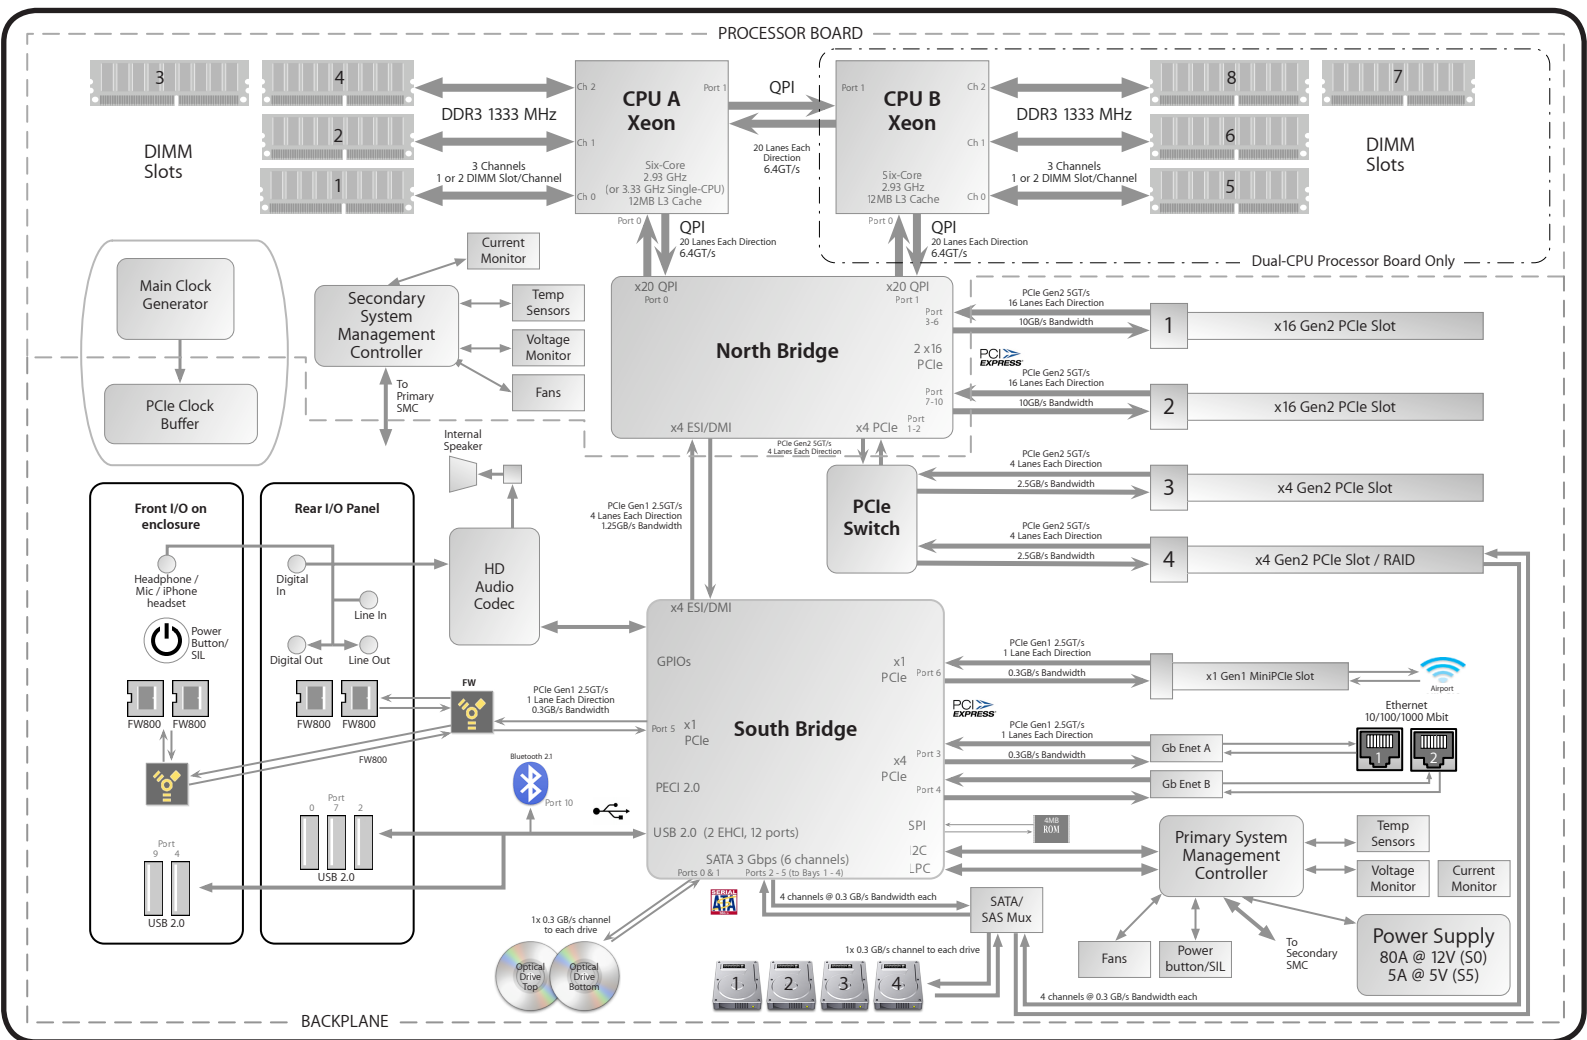 PROCESSOR BOARD
3
4
2
1
DIMM
Slots
DDR3 1333 MHz
3 Channels
1 or 2 DIMM Slot/Channel
Ch 2
Ch 1
Ch 0
Port 1
CPU A
Xeon
Six-Core
2.93 GHz
(or 3.33 GHz Single-CPU)
12MB L3 Cache
Port 0
QPI
20 Lanes Each
Direction
6.4GT/s
Port 1
CPU B
Xeon
Six-Core
2.93 GHz
12MB L3 Cache
Port 0
Ch 2
Ch 1
Ch 0
DDR3 1333 MHz
3 Channels
1 or 2 DIMM Slot/Channel
8
7
6
5
DIMM
Slots
QPI
20 Lanes Each Direction
6.4GT/s
QPI
20 Lanes Each Direction
6.4GT/s
Dual-CPU Processor Board Only
Main Clock
Generator
PCIe Clock
Buffer
Secondary
System
Management
Controller
Current
Monitor
Temp
Sensors
Voltage
Monitor
Fans
To
Primary
SMC
x20 QPI
Port 0
x20 QPI
Port 1
North Bridge
Port
3-6
2 x16
PCIe
Port
7-10
x4 ESI/DMI
x4 PCIe
Port
1-2
PCIe Gen2 5GT/s
16 Lanes Each Direction
10GB/s Bandwidth
1
x16 Gen2 PCIe Slot
PCI
EXPRESS
PCIe Gen2 5GT/s
16 Lanes Each Direction
10GB/s Bandwidth
2
x16 Gen2 PCIe Slot
PCIe Gen2 5GT/s
4 Lanes Each Direction
PCIe
Switch
PCIe Gen2 5GT/s
4 Lanes Each Direction
2.5GB/s Bandwidth
3
x4 Gen2 PCIe Slot
PCIe Gen2 5GT/s
4 Lanes Each Direction
2.5GB/s Bandwidth
4
x4 Gen2 PCIe Slot / RAID
Internal
Speaker
PCIe Gen1 2.5GT/s
4 Lanes Each Direction
1.25GB/s Bandwidth
HD
Audio
Codec
Front I/O on
enclosure
Headphone /
Mic / iPhone
headset
Power
Button/
SIL
FW800
FW800
Port
9
4
USB 2.0
Rear I/O Panel
Digital
In
Line In
Digital Out
Line Out
FW800
FW800
Port
0
7
2
USB 2.0
FW
FW800
PCIe Gen1 2.5GT/s
1 Lane Each Direction
0.3GB/s Bandwidth
Bluetooth 2.1
Port 10
x4 ESI/DMI
GPIOs
Port 5
x1
PCIe
PECI 2.0
South Bridge
USB 2.0 (2 EHCI, 12 ports)
SATA 3 Gbps (6 channels)
Ports 0 & 1
Ports 2 - 5 (to Bays 1 - 4)
x1
PCIe
Port 6
Port 3
x4
PCIe
Port 4
SPI
I2C
LPC
PCIe Gen1 2.5GT/s
1 Lane Each Direction
0.3GB/s Bandwidth
x1 Gen1 MiniPCIe Slot
Airport
PCI
EXPRESS
PCIe Gen1 2.5GT/s
1 Lanes Each Direction
0.3GB/s Bandwidth
Gb Enet A
Gb Enet B
Ethernet
10/100/1000 Mbit
1
2
4MB
ROM
Primary System
Management
Controller
Temp
Sensors
Voltage
Monitor
Current
Monitor
Fans
Power
button/SIL
To
Secondary
SMC
Power Supply
80A @ 12V (S0)
5A @ 5V (S5)
SERIAL
ATA
4 channels @ 0.3 GB/s Bandwidth each
SATA/
SAS Mux
1x 0.3 GB/s channel
to each drive
Optical
Drive
Top
Optical
Drive
Bottom
1x 0.3 GB/s channel to each drive
1
2
3
4
4 channels @ 0.3 GB/s Bandwidth each
BACKPLANE